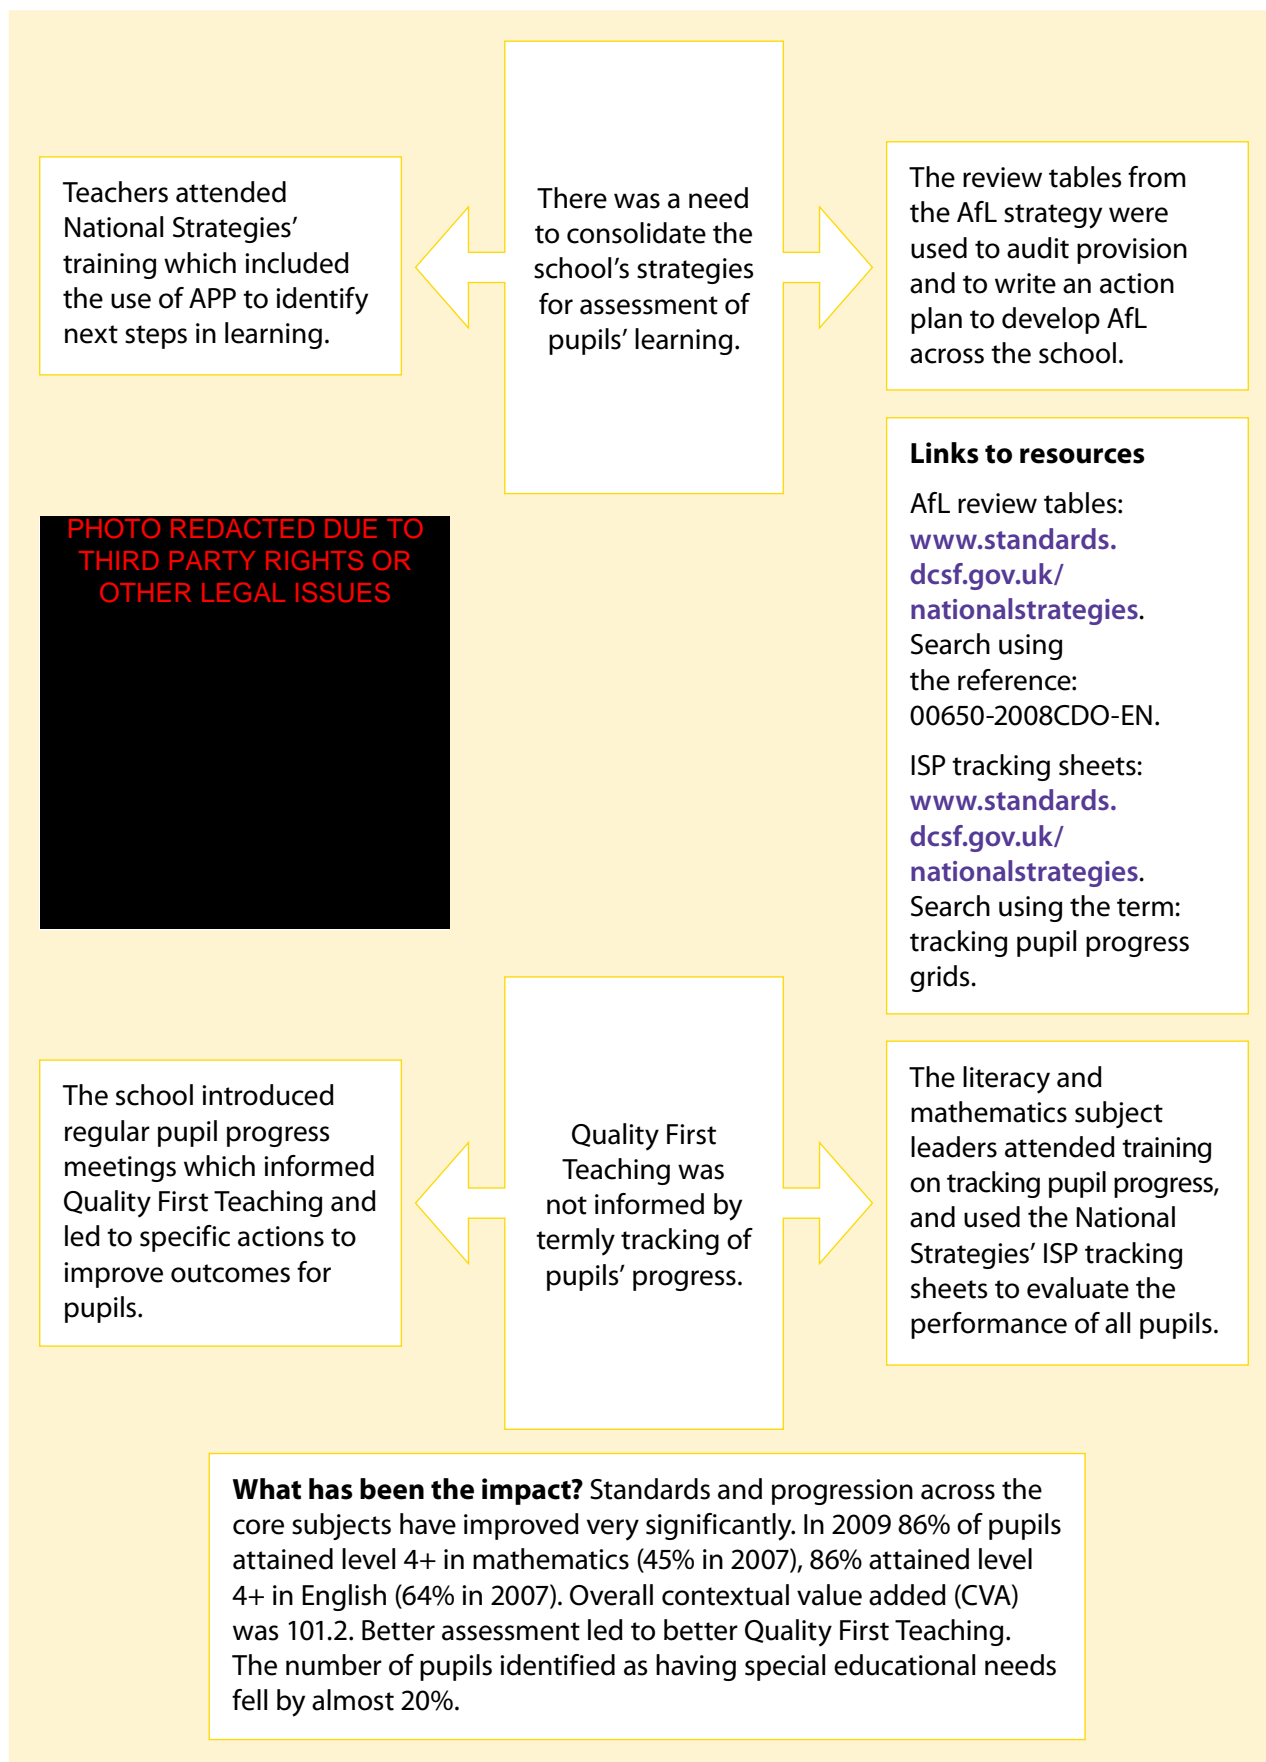 Teachers attended
National Strategies’
training which included
the use of APP to identify
next steps in learning.
There was a need
to consolidate the
school’s strategies
for assessment of
pupils’ learning.
The review tables from
the AfL strategy were
used to audit provision
and to write an action
plan to develop AfL
across the school.
PHOTO REDACTED DUE TO
THIRD PARTY RIGHTS OR
OTHER LEGAL ISSUES
Links to resources
AfL review tables:
www.standards.
dcsf.gov.uk/
nationalstrategies.
Search using
the reference:
00650-2008CDO-EN.
ISP tracking sheets:
www.standards.
dcsf.gov.uk/
nationalstrategies.
Search using the term:
tracking pupil progress
grids.
The school introduced
regular pupil progress
meetings which informed
Quality First Teaching and
led to specific actions to
improve outcomes for
pupils.
Quality First
Teaching was
not informed by
termly tracking of
pupils’ progress.
The literacy and
mathematics subject
leaders attended training
on tracking pupil progress,
and used the National
Strategies’ ISP tracking
sheets to evaluate the
performance of all pupils.
What has been the impact? Standards and progression across the
core subjects have improved very significantly. In 2009 86% of pupils
attained level 4+ in mathematics (45% in 2007), 86% attained level
4+ in English (64% in 2007). Overall contextual value added (CVA)
was 101.2. Better assessment led to better Quality First Teaching.
The number of pupils identified as having special educational needs
fell by almost 20%.